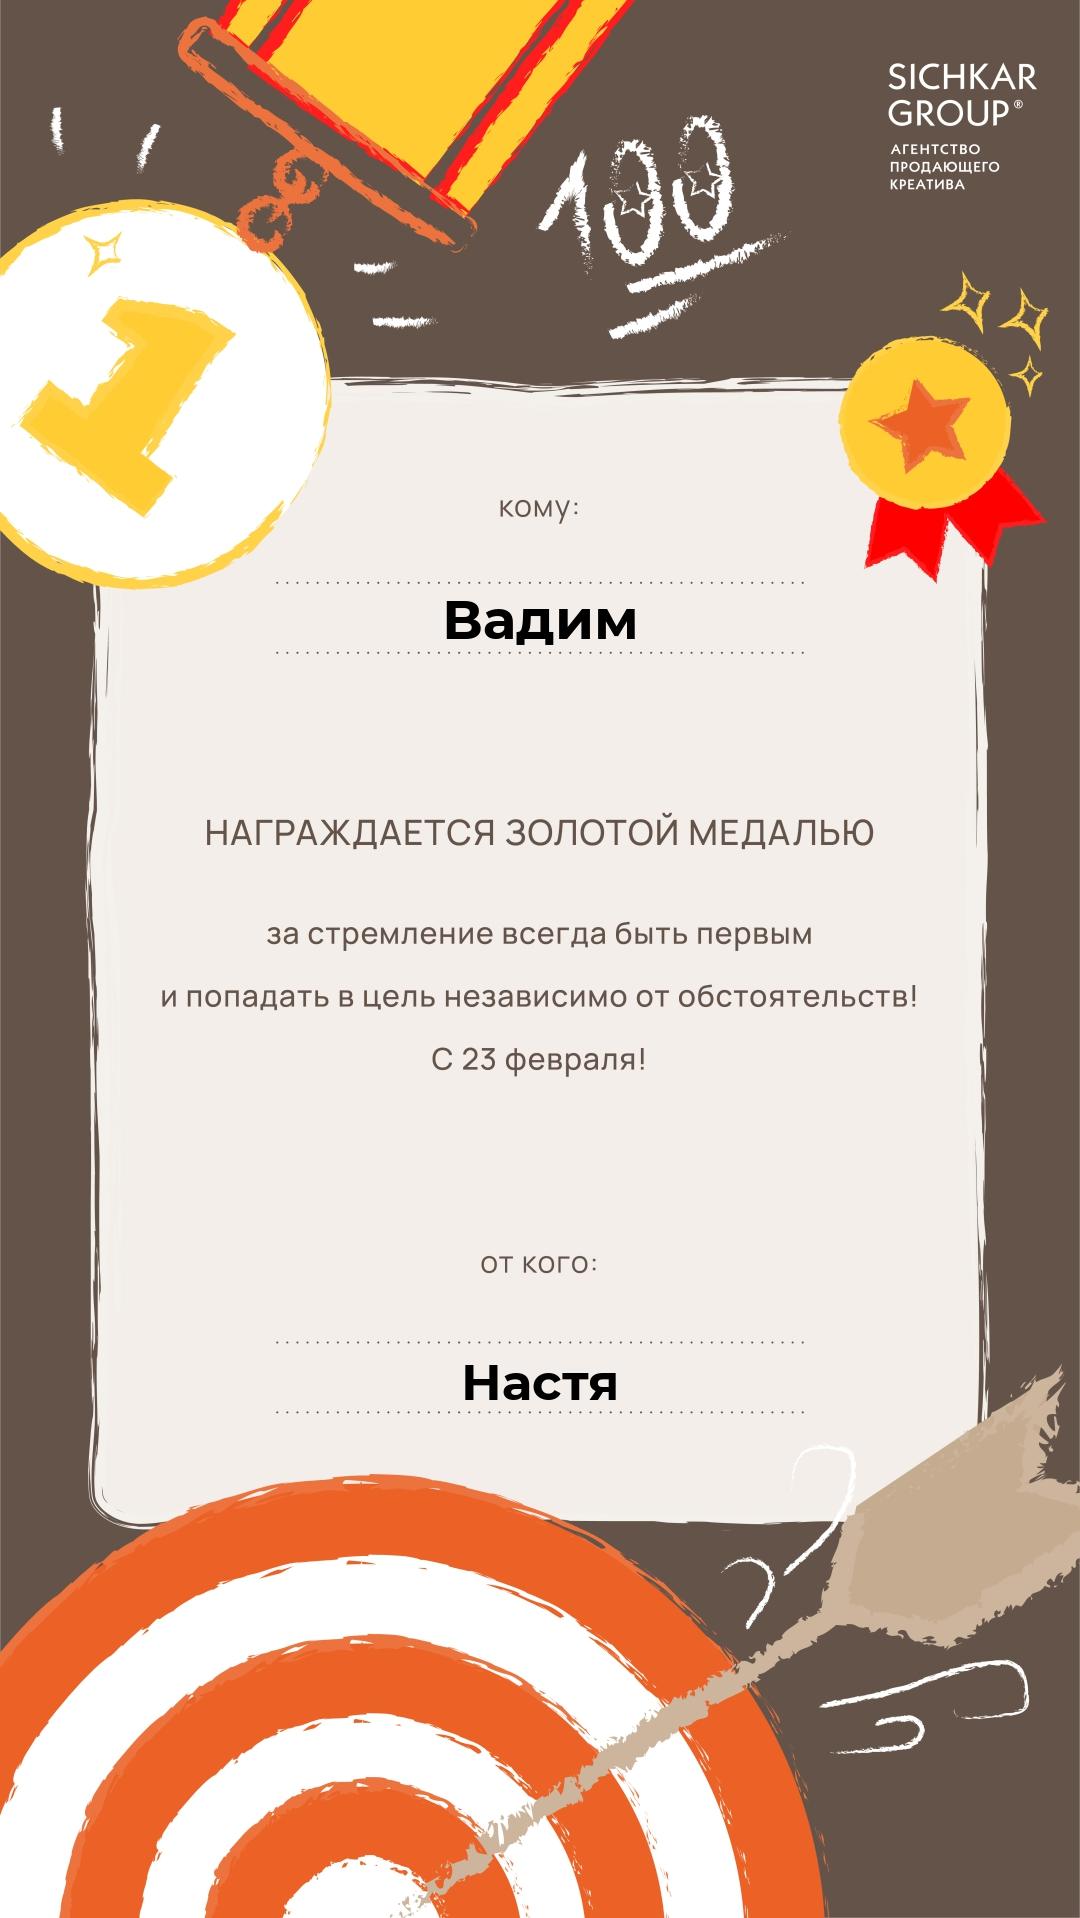 SICHKAR
GROUP®
АГЕНТСТВО
ПРОДАЮЩЕГО
КРЕАТИВА
100
1
кому:
Вадим
НАГРАЖДАЕТСЯ ЗОЛОТОЙ МЕДАЛЬЮ
за стремление всегда быть первым
и попадать в цель независимо от обстоятельств!
С 23 февраля!
от кого:
Настя